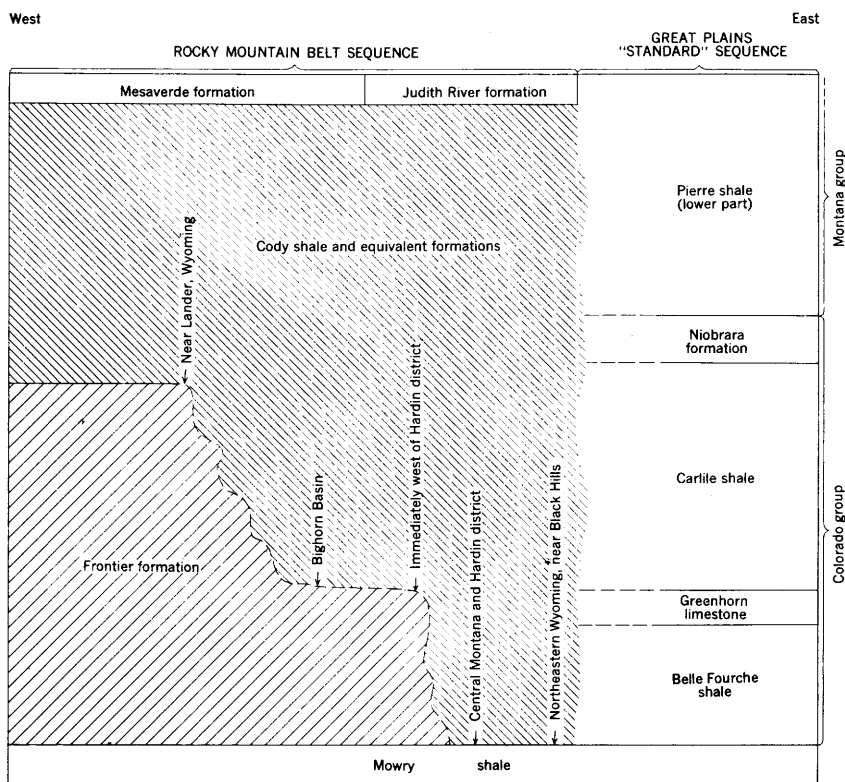 West
East
ROCKY MOUNTAIN BELT SEQUENCE
GREAT PLAINS
"STANDARD" SEQUENCE
Mesaverde formation
Judith River formation
Pierre shale
(lower part)
Montana group
Cody shale and equivalent formations
Near Lander, Wyoming
Niobrara
formation
Immediately west of Hardin district
Bighorn Basin
Central Montana and Hardin district
Northeastern Wyoming, near Black Hills
Carlile shale
Colorado group
Frontier formation
Greenhorn
limestone
Belle Fourche
shale
Mowry shale